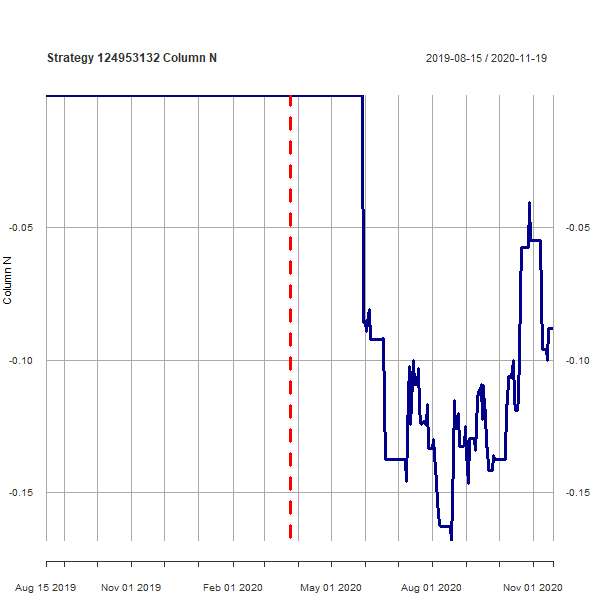 Strategy 124953132 Column N
2019-08-15 / 2020-11-19
-0.05
-0.05
Column N
-0.10
-0.10
-0.15
-0.15
Aug 15 2019
Nov 01 2019
Feb 01 2020
May 01 2020
Aug 01 2020
Nov 01 2020